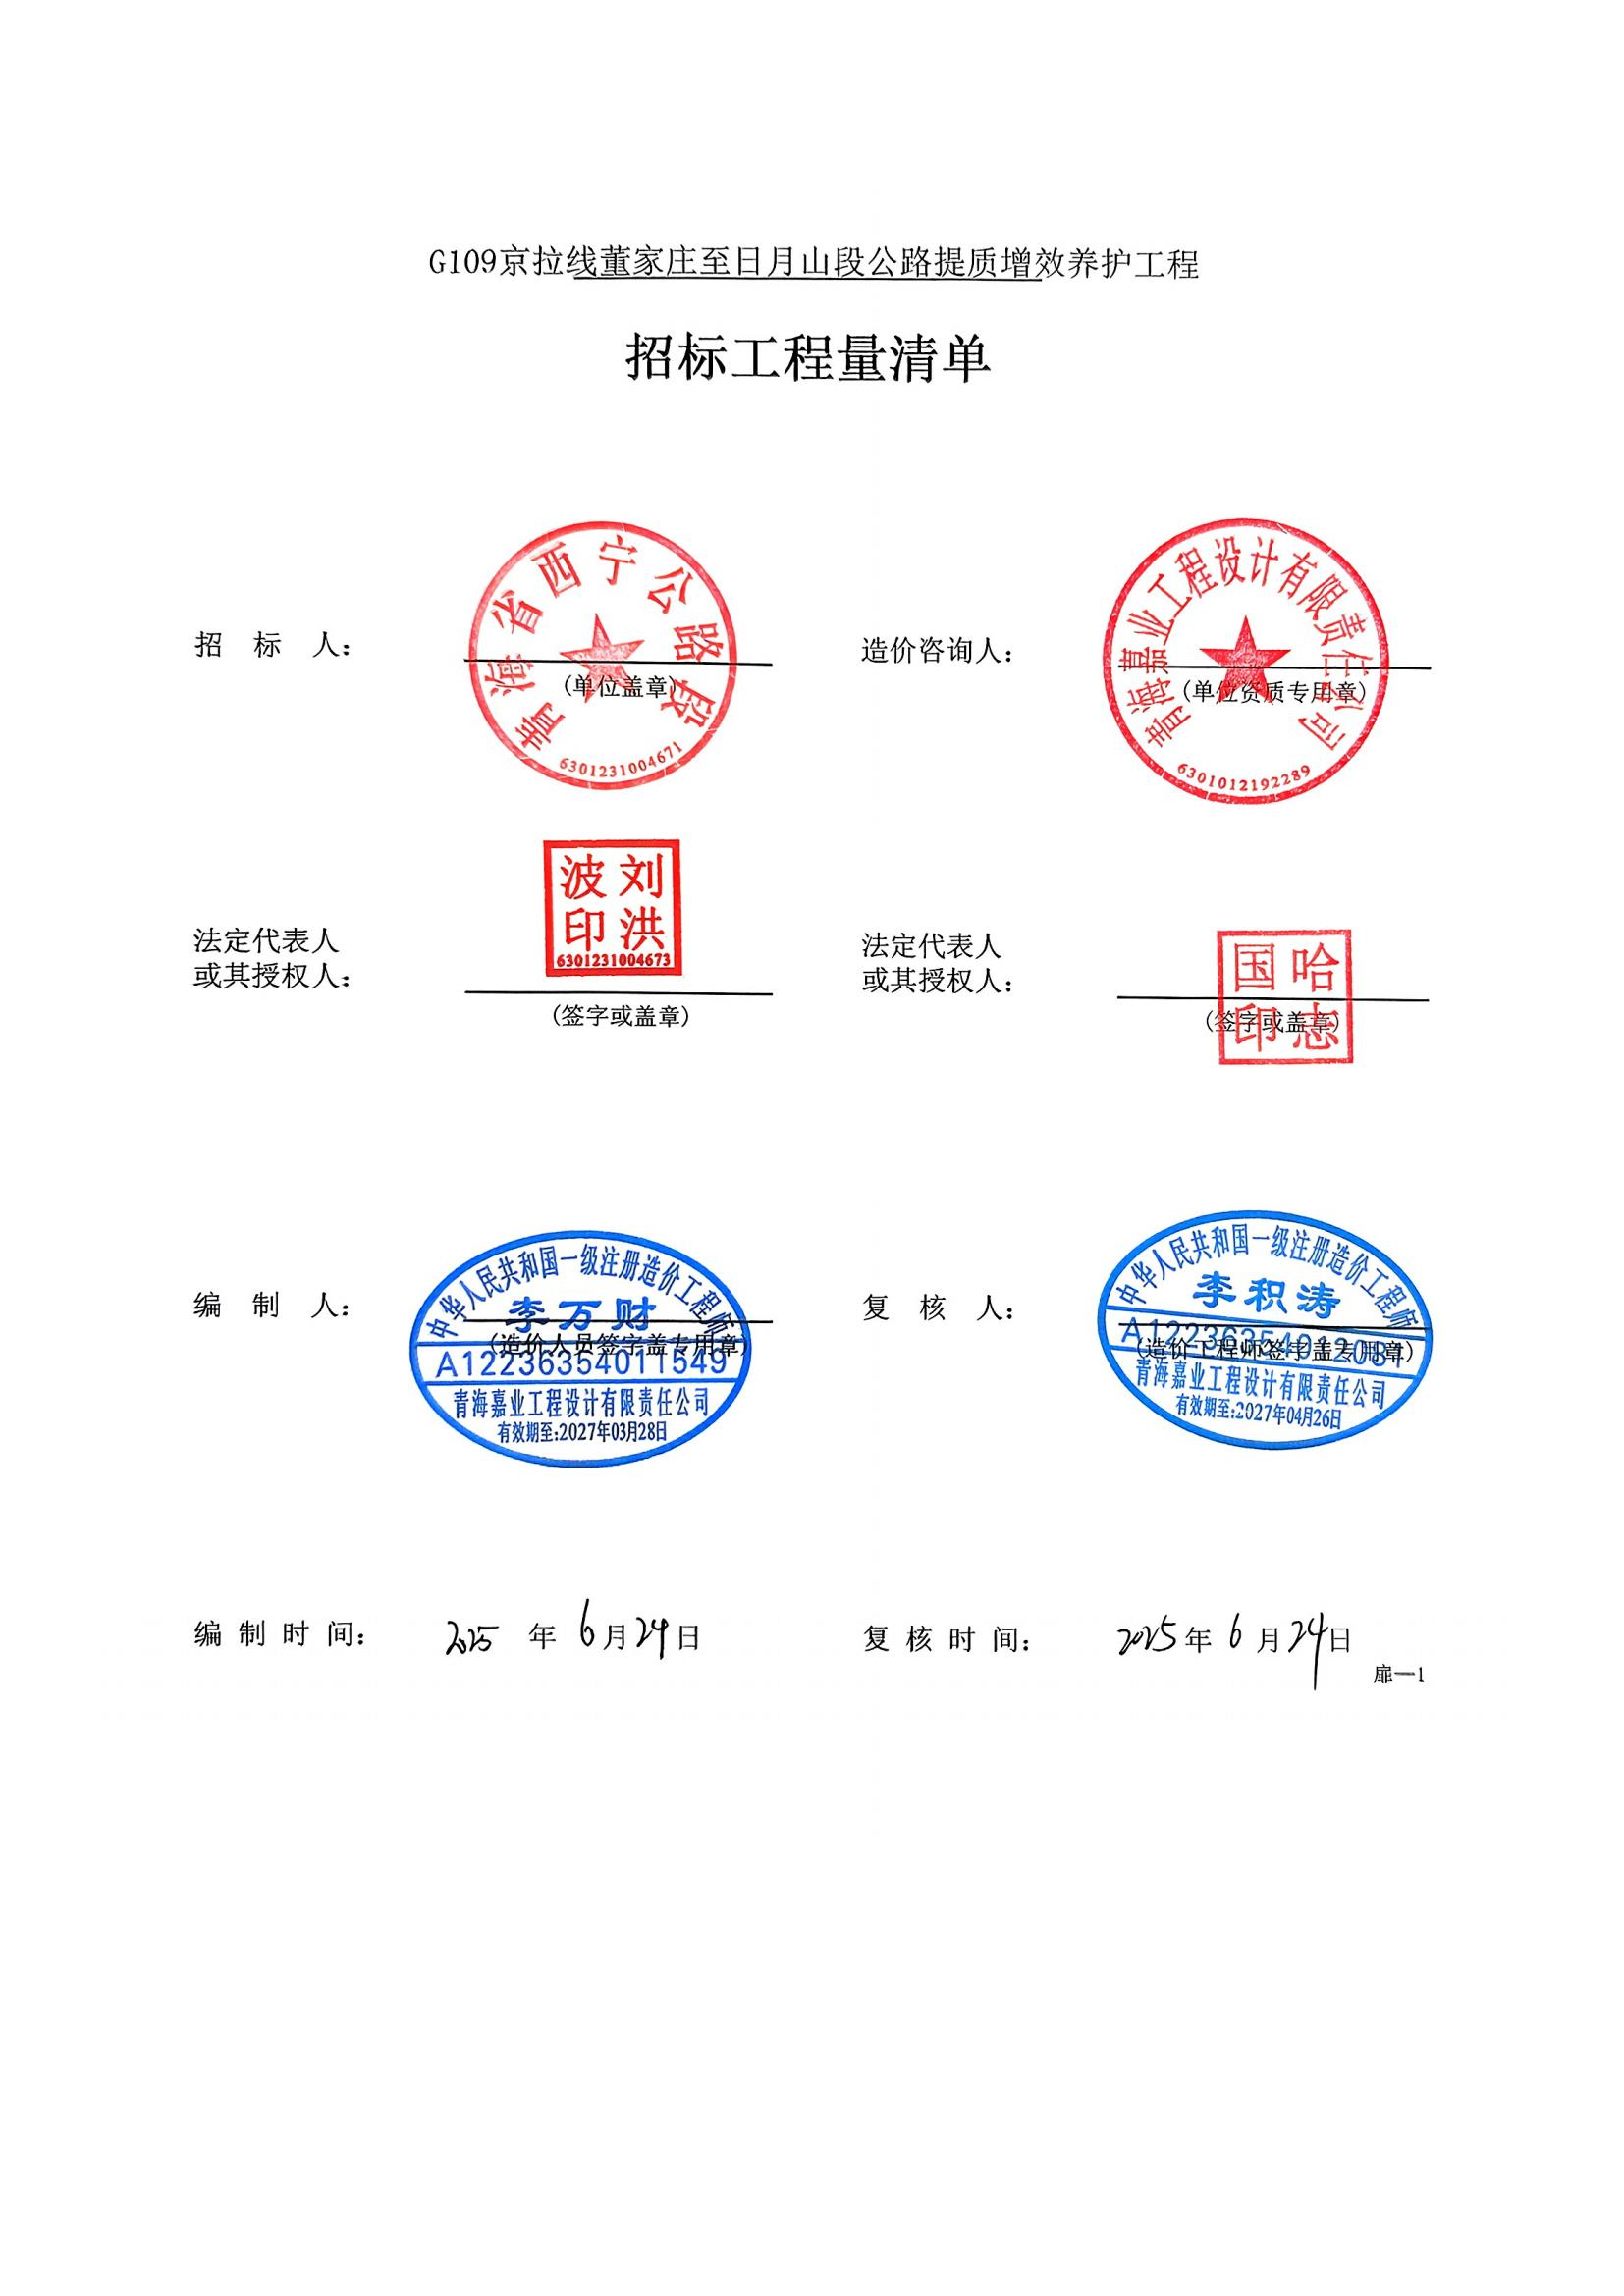 G109京拉线董家庄至日月山段公路提质增效养护工程
招标工程量清单
招 标 人：
青海省西宁公路段
(单位盖章)
6301231004671
造价咨询人：
青海嘉业工程设计有限责任公司
(单位资质专用章)
6301012192289
法定代表人
或其授权人：
刘洪波印
6301231004673
(签字或盖章)
法定代表人
或其授权人：
哈志国印
(签字或盖章)
编 制 人：
中华人民共和国一级注册造价工程师
李万财
(造价人员签字盖专用章)
A12236354011549
青海嘉业工程设计有限责任公司
有效期至:2027年03月28日
复 核 人：
中华人民共和国一级注册造价工程师
李积涛
(造价工程师签字盖专用章)
青海嘉业工程设计有限责任公司
有效期至:2027年04月26日
编 制 时 间： 2025 年 6月24日
复 核 时 间： 2025年 6 月24日
扉—1